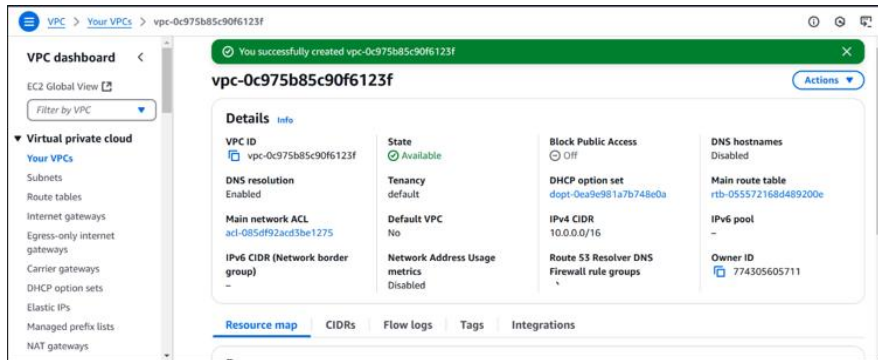 VPC > Your VPCs > vpc-0c975b85c90f6123f
VPC dashboard
EC2 Global View
Filter by VPC
Virtual private cloud
Your VPCs
Subnets
Route tables
Internet gateways
Egress-only internet
gateways
Carrier gateways
DHCP option sets
Elastic IPs
Managed prefix lists
NAT gateways
You successfully created vpc-0c975b85c90f6123f
vpc-0c975b85c90f6123f
Actions
Details Info
VPC ID
vpc-0c975b85c90f6123f
State
Available
Block Public Access
Off
DNS hostnames
Disabled
DNS resolution
Enabled
Tenancy
default
DHCP option set
dopt-0ea9e981a7b748e0a
Main route table
rtb-055572168d489200e
Main network ACL
acl-085df92acd3be1275
Default VPC
No
IPv4 CIDR
10.0.0.0/16
IPv6 pool
–
IPv6 CIDR (Network border
group)
–
Network Address Usage
metrics
Disabled
Route 53 Resolver DNS
Firewall rule groups
Owner ID
774305605711
Resource map CIDRs Flow logs Tags Integrations